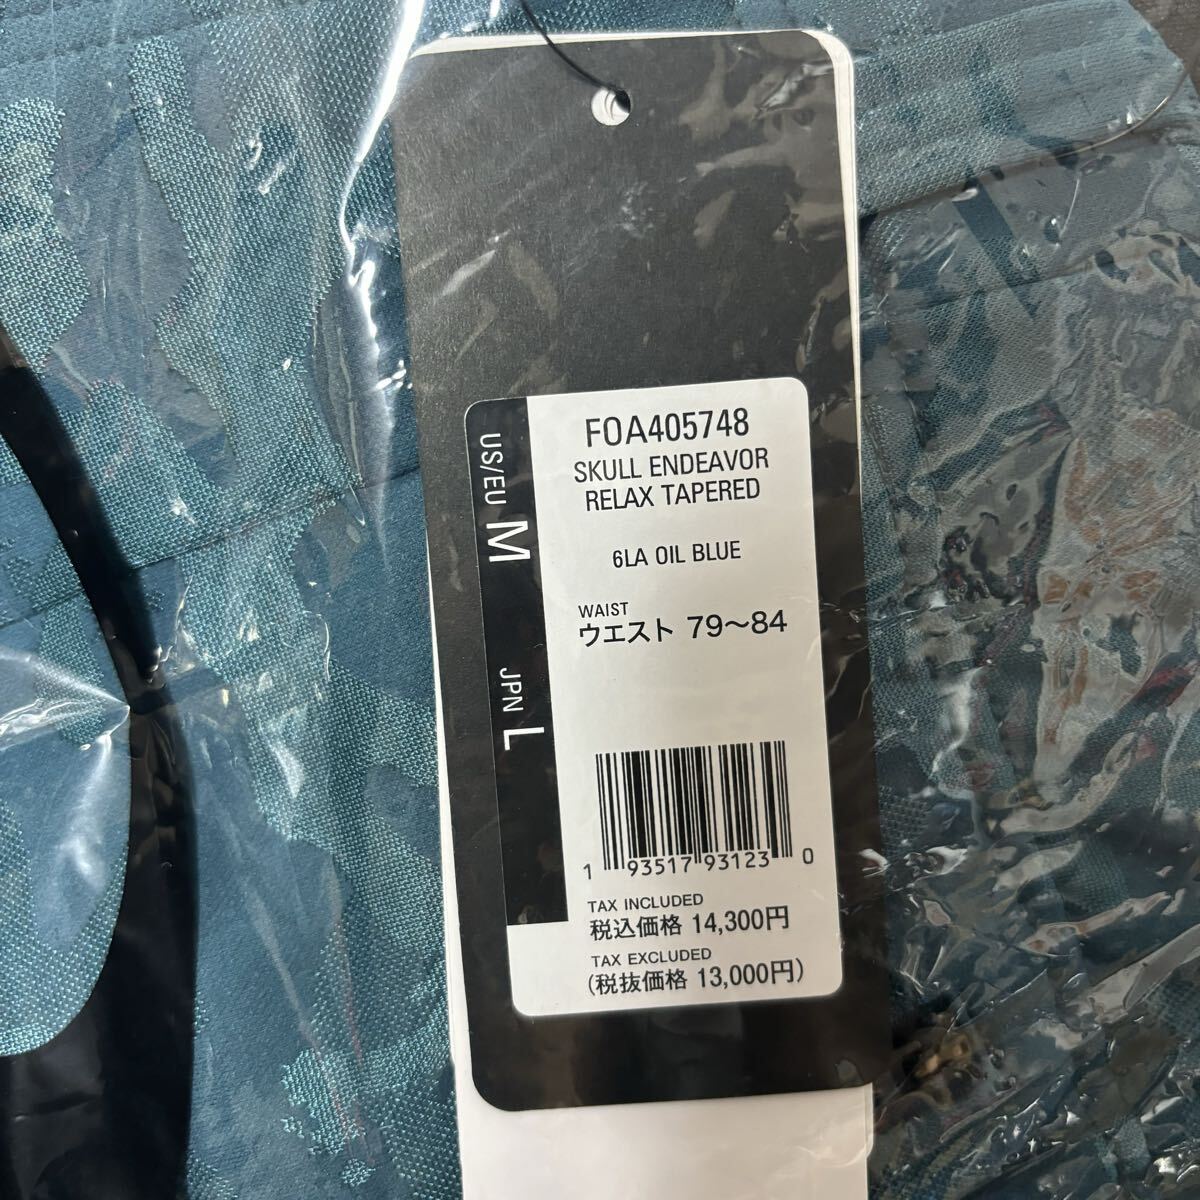 FOA405748
SKULL ENDEAVOR
RELAX TAPERED
6LA OIL BLUE
WAIST
ウエスト 79～84
US/EU M
JPN L
1 93517 93123 0
TAX INCLUDED
税込価格 14,300円
TAX EXCLUDED
(税抜価格 13,000円)